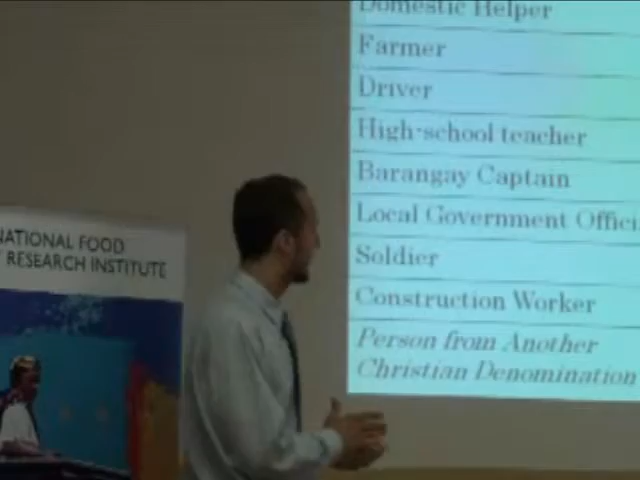 NATIONAL FOOD
RESEARCH INSTITUTE
Domestic Helper
Farmer
Driver
High-school teacher
Barangay Captain
Local Government
Soldier
Construction Worker
Person from Another
Christian Denomination